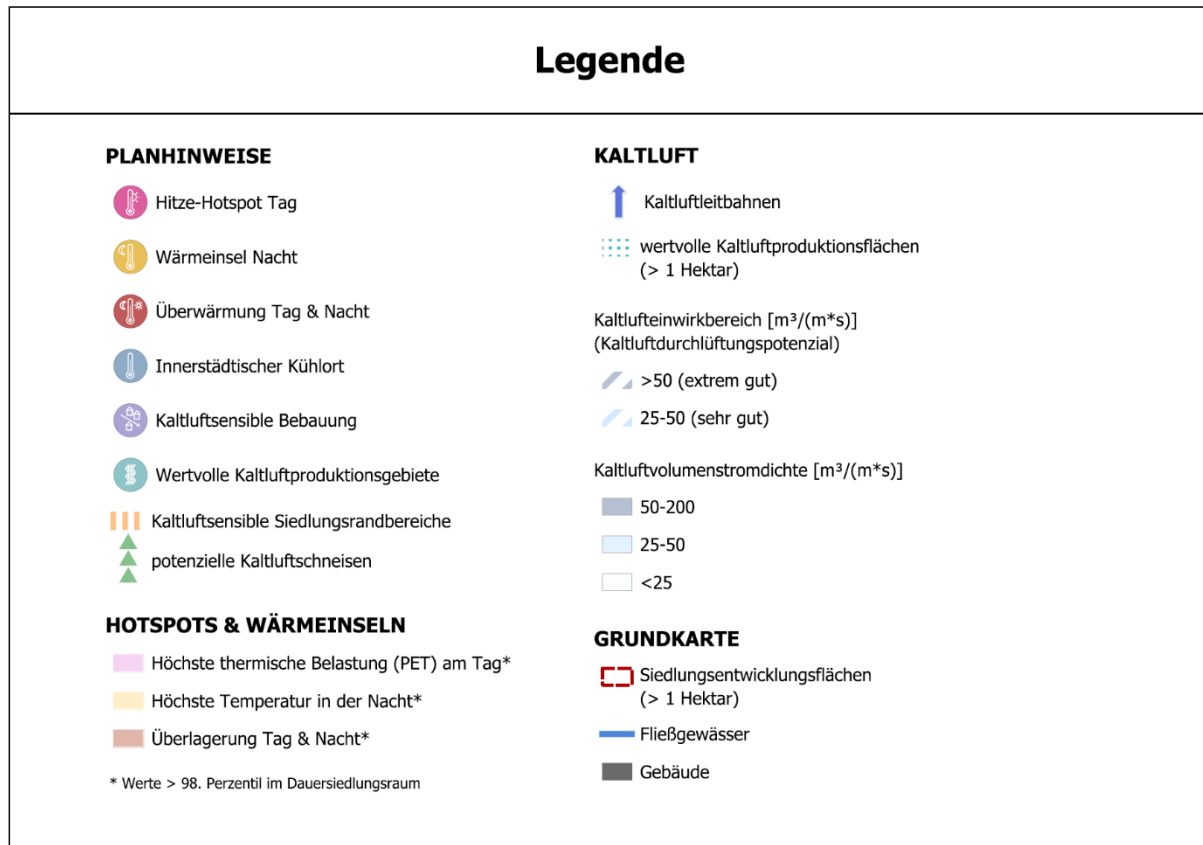 Legende
PLANHINWEISE
Hitze-Hotspot Tag
Wärmeinsel Nacht
Überwärmung Tag & Nacht
Innerstädtischer Kühlort
Kaltluftsensible Bebauung
Wertvolle Kaltluftproduktionsgebiete
Kaltluftsensible Siedlungsrandbereiche
potenzielle Kaltluftschneisen
HOTSPOTS & WÄRMEINSELN
Höchste thermische Belastung (PET) am Tag*
Höchste Temperatur in der Nacht*
Überlagerung Tag & Nacht*
* Werte > 98. Perzentil im Dauersiedlungsraum
KALTLUFT
Kaltluftleitbahnen
wertvolle Kaltluftproduktionsflächen
(> 1 Hektar)
Kaltlufteinwirkbereich [m³/(m*s)]
(Kaltluftdurchlüftungspotenzial)
>50 (extrem gut)
25-50 (sehr gut)
Kaltluftvolumenstromdichte [m³/(m*s)]
50-200
25-50
<25
GRUNDKARTE
Siedlungsentwicklungsflächen
(> 1 Hektar)
Fließgewässer
Gebäude